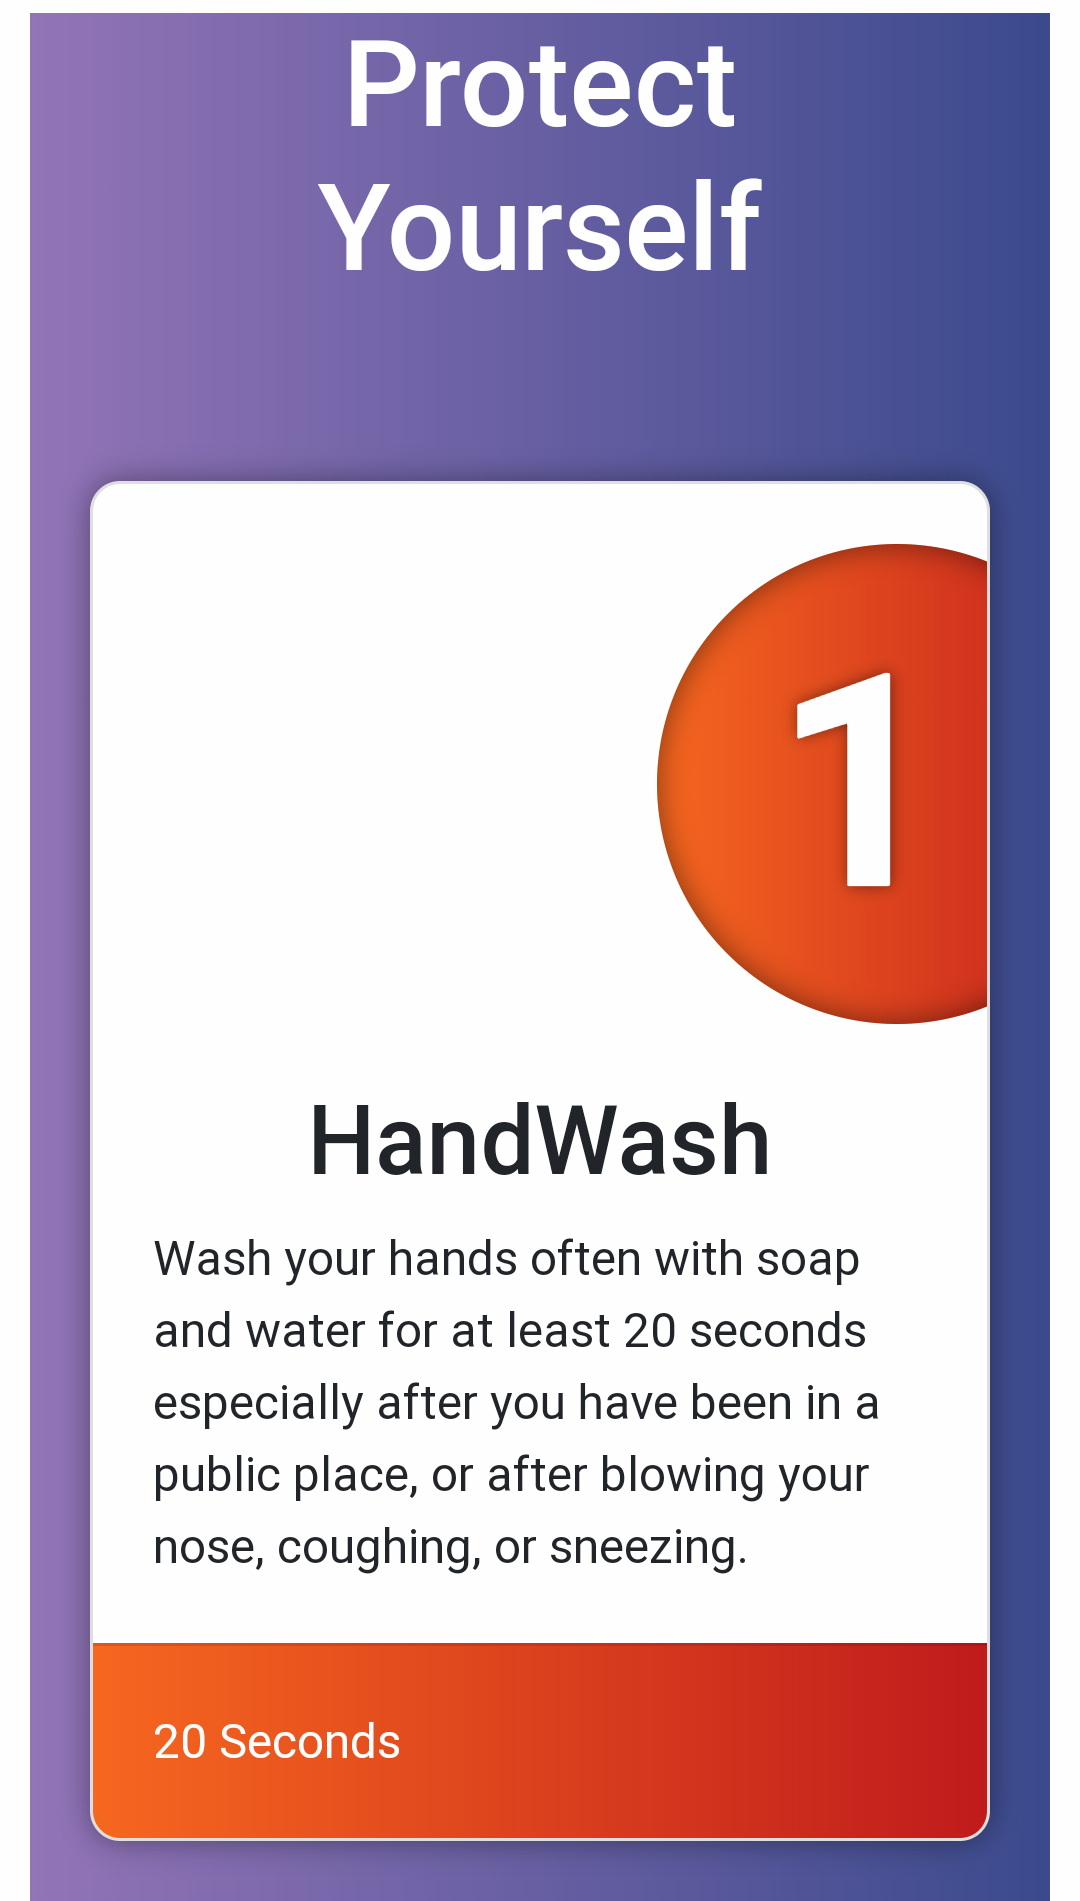 Protect
Yourself
1
HandWash
Wash your hands often with soap
and water for at least 20 seconds
especially after you have been in a
public place, or after blowing your
nose, coughing, or sneezing.
20 Seconds